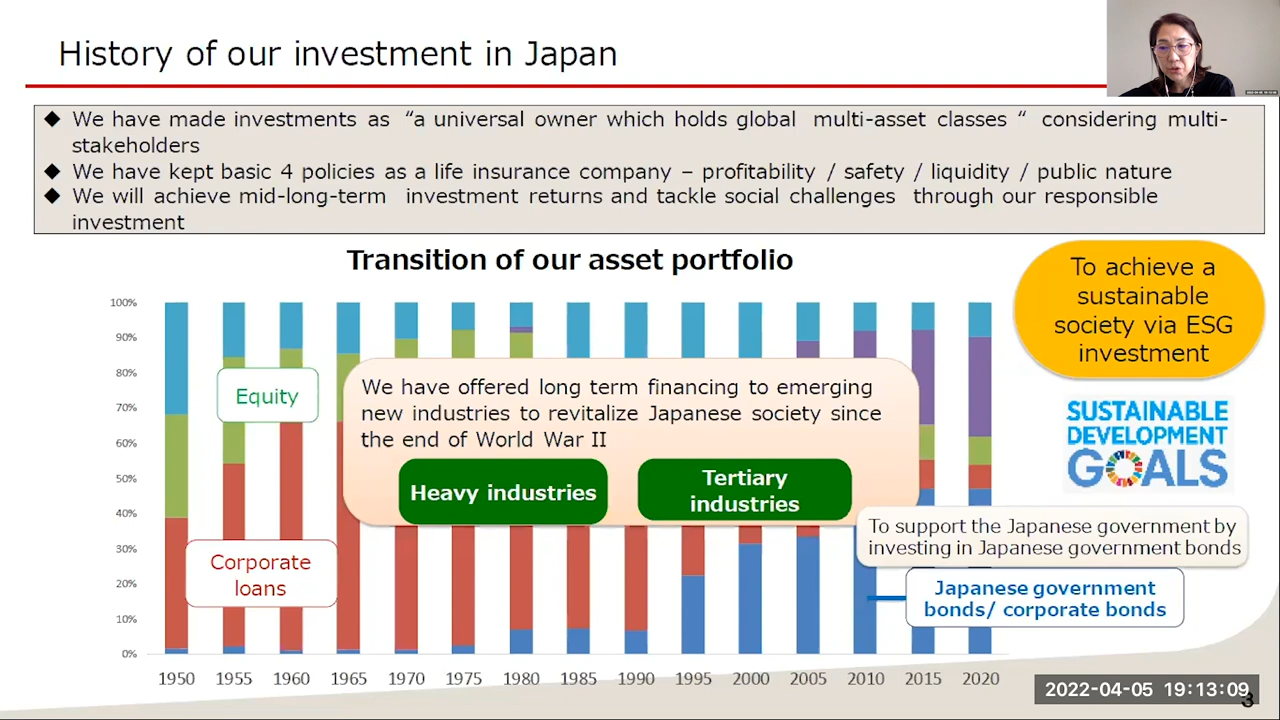 History of our investment in Japan
◆ We have made investments as “a universal owner which holds global multi-asset classes “ considering multi-
stakeholders
◆ We have kept basic 4 policies as a life insurance company – profitability / safety / liquidity / public nature
◆ We will achieve mid-long-term investment returns and tackle social challenges through our responsible
investment
Transition of our asset portfolio
To achieve a
sustainable
society via ESG
investment
100%
90%
80%
70%
60%
50%
40%
30%
20%
10%
0%
Equity
We have offered long term financing to emerging
new industries to revitalize Japanese society since
the end of World War II
Heavy industries
Tertiary
industries
SUSTAINABLE
DEVELOPMENT
GOALS
To support the Japanese government by
investing in Japanese government bonds
Corporate
loans
Japanese government
bonds/ corporate bonds
1950 1955 1960 1965 1970 1975 1980 1985 1990 1995 2000 2005 2010 2015 2020
2022-04-05 19:13:09
3